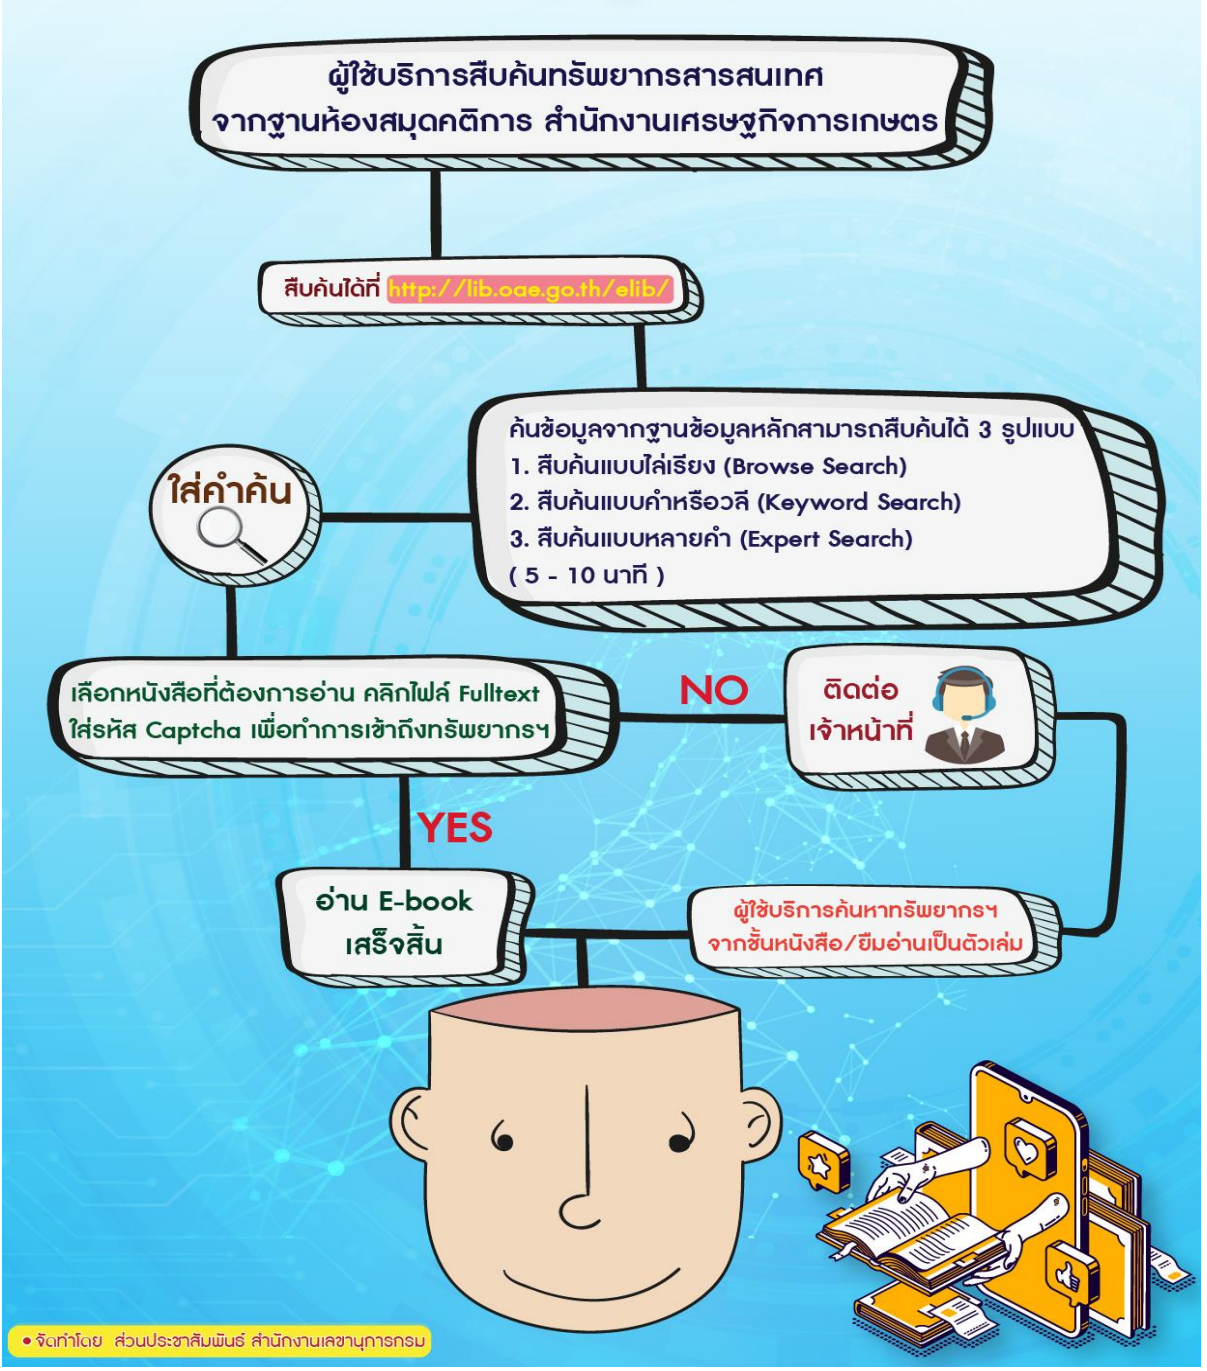 ผู้ใช้บริการสืบค้นทรัพยากรสารสนเทศ
จากฐานห้องสมุดคติการ สำนักงานเศรษฐกิจการเกษตร
สืบค้นได้ที่ http://lib.oae.go.th/elib/
ค้นข้อมูลจากฐานข้อมูลหลักสามารถสืบค้นได้ 3 รูปแบบ
1. สืบค้นแบบไล่เรียง (Browse Search)
2. สืบค้นแบบคำหรือวลี (Keyword Search)
3. สืบค้นแบบหลายคำ (Expert Search)
( 5 - 10 นาที )
ใส่คำค้น
เลือกหนังสือที่ต้องการอ่าน คลิกไฟล์ Fulltext
ใส่รหัส Captcha เพื่อทำการเข้าถึงทรัพยากรฯ
NO
ติดต่อ
เจ้าหน้าที่
YES
อ่าน E-book
เสร็จสิ้น
ผู้ใช้บริการค้นหาทรัพยากรฯ
จากชั้นหนังสือ/ยืมอ่านเป็นตัวเล่ม
• จัดทำโดย ส่วนประชาสัมพันธ์ สำนักงานเลขานุการกรม